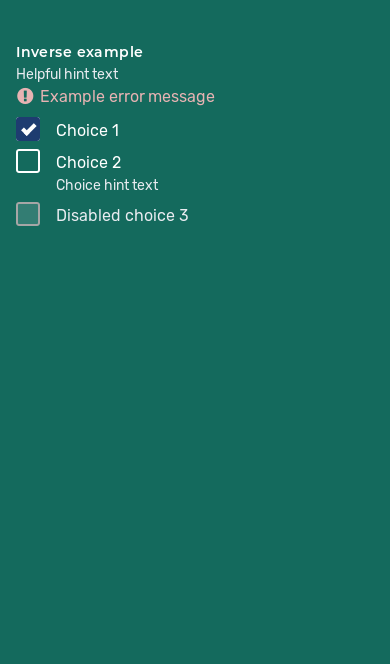 Inverse example
Helpful hint text
Example error message
Choice 1
Choice 2
Choice hint text
Disabled choice 3